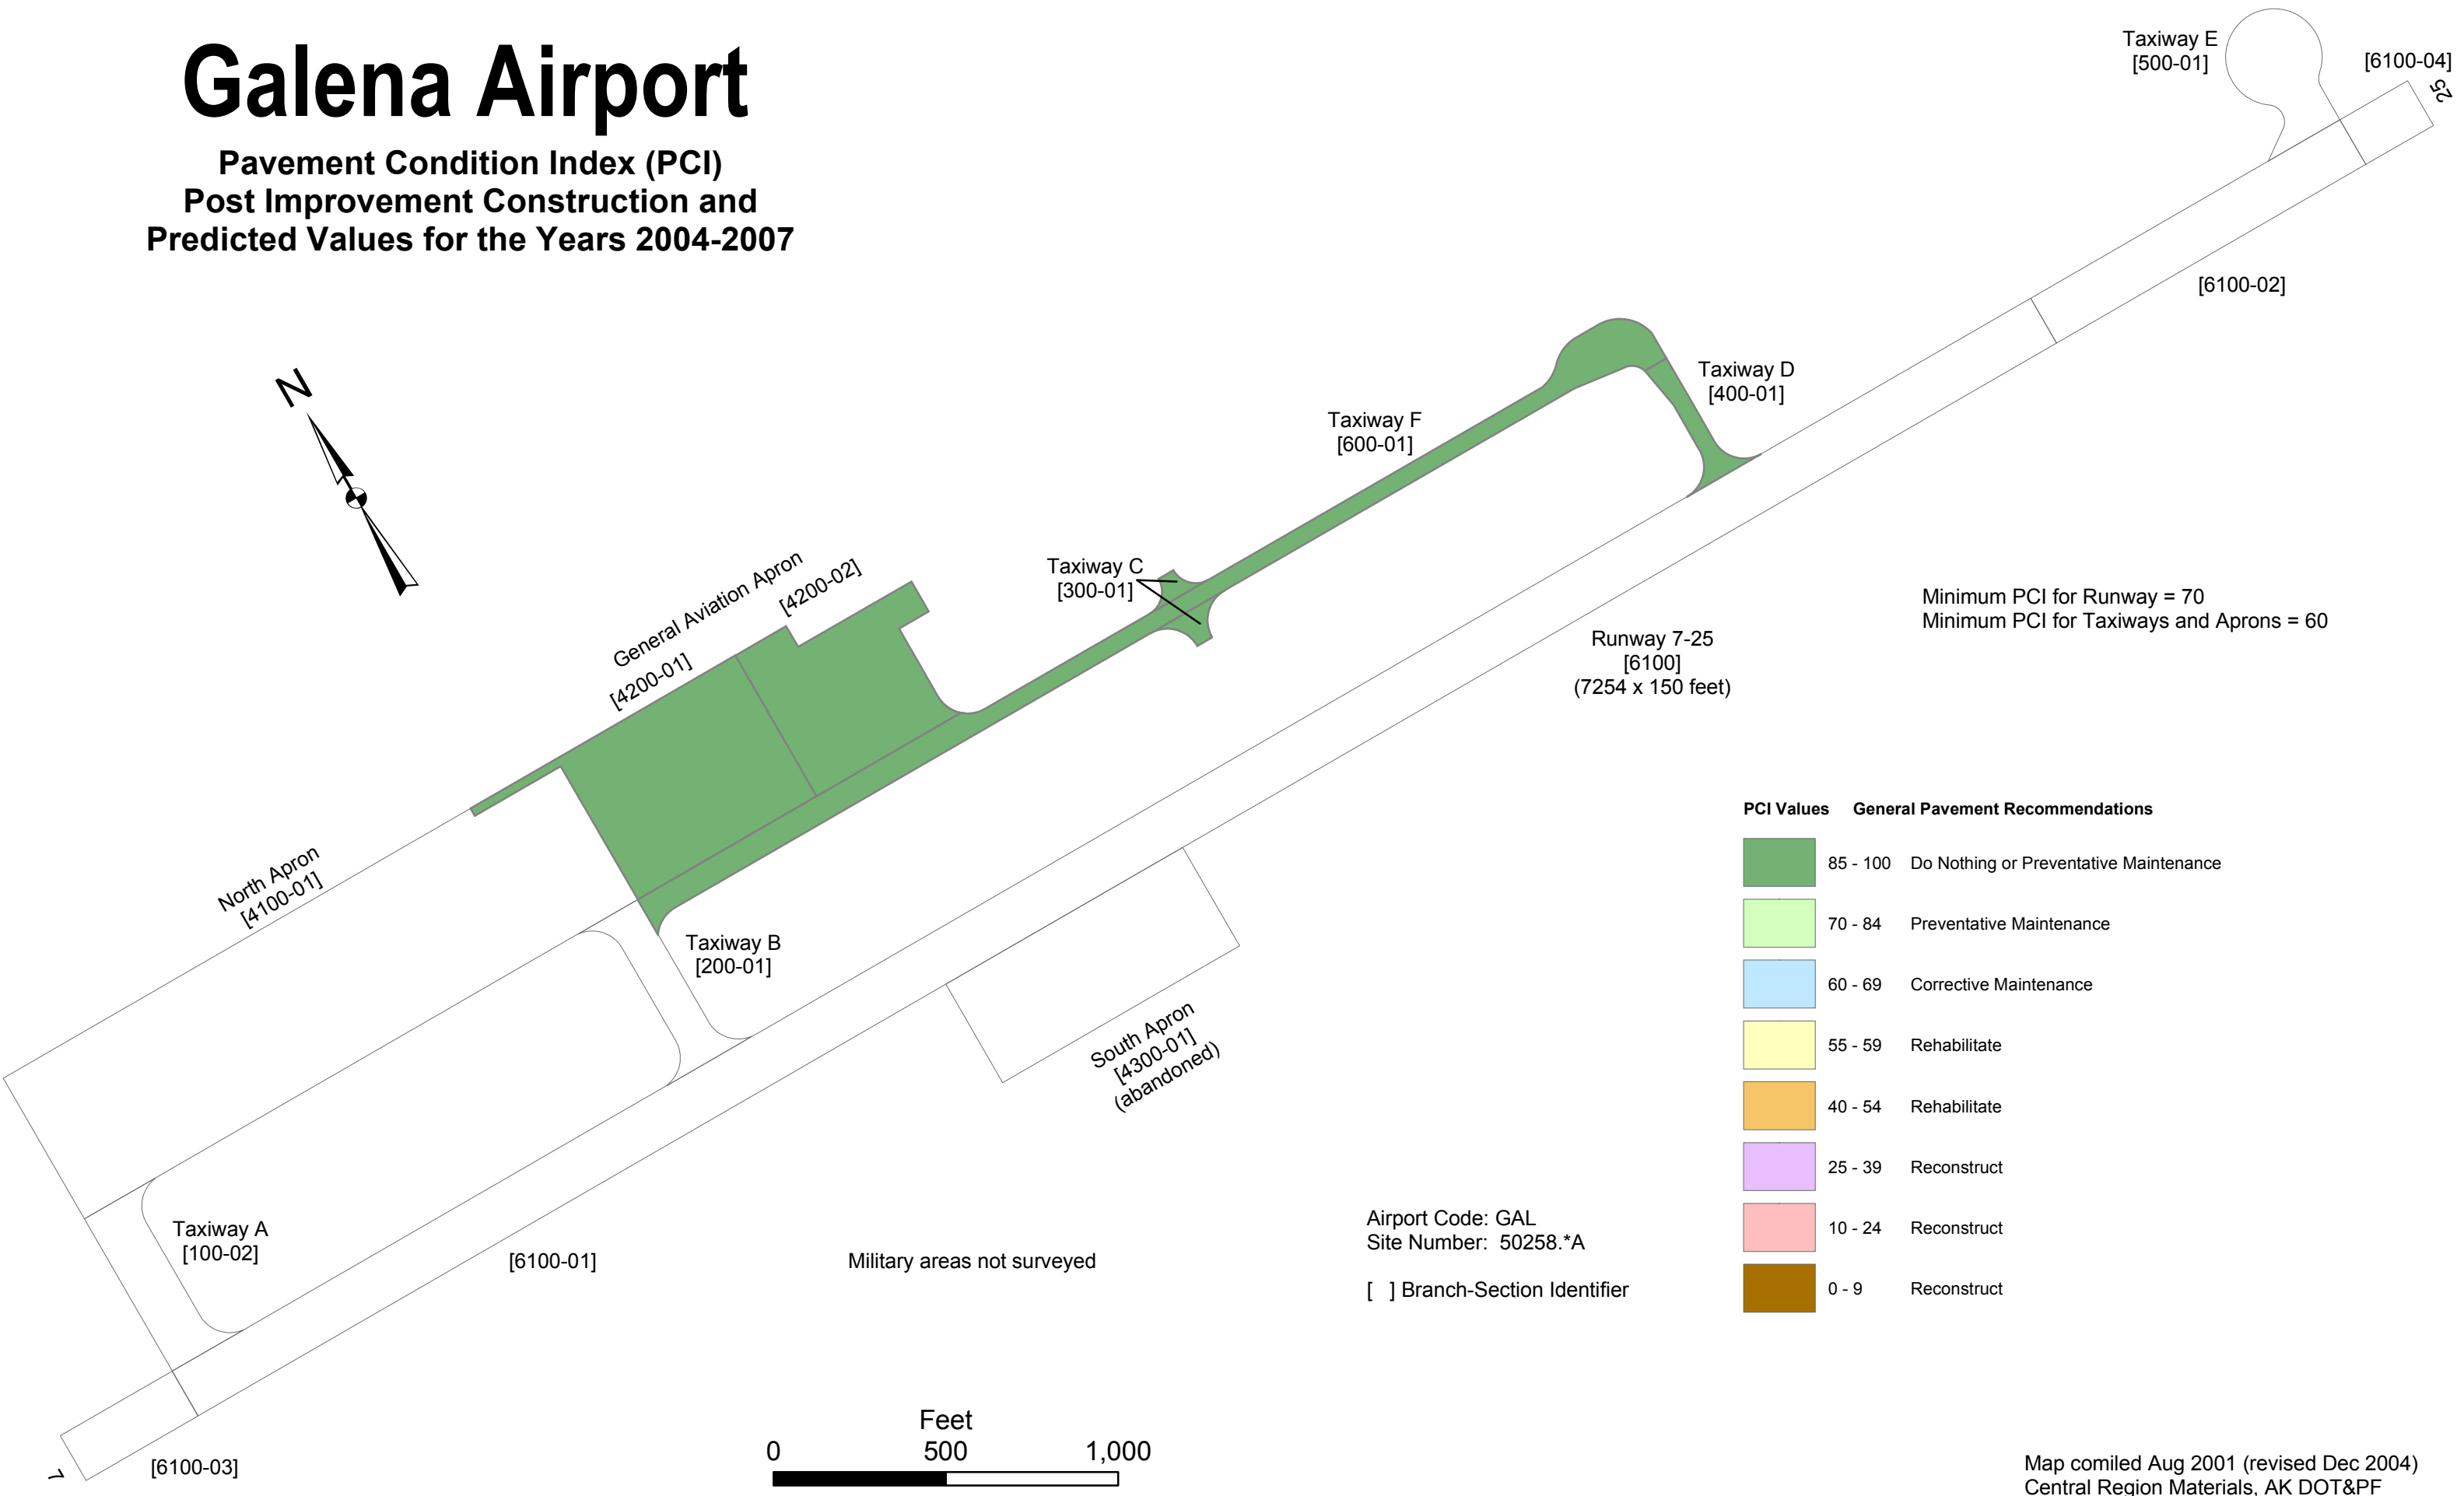 Galena Airport
Pavement Condition Index (PCI)
Post Improvement Construction and
Predicted Values for the Years 2004-2007
Taxiway E
[500-01]
[6100-04]
25
[6100-02]
N
Taxiway D
[400-01]
Taxiway F
[600-01]
Taxiway C
[300-01]
General Aviation Apron
[4200-02]
[4200-01]
Minimum PCI for Runway = 70
Minimum PCI for Taxiways and Aprons = 60
Runway 7-25
[6100]
(7254 x 150 feet)
North Apron
[4100-01]
Taxiway B
[200-01]
South Apron
[4300-01]
(abandoned)
PCI Values General Pavement Recommendations
85 - 100 Do Nothing or Preventative Maintenance
70 - 84 Preventative Maintenance
60 - 69 Corrective Maintenance
55 - 59 Rehabilitate
40 - 54 Rehabilitate
25 - 39 Reconstruct
10 - 24 Reconstruct
0 - 9 Reconstruct
Taxiway A
[100-02]
[6100-01]
Military areas not surveyed
Airport Code: GAL
Site Number: 50258.*A
[ ] Branch-Section Identifier
Feet
0 500 1,000
7
[6100-03]
Map comiled Aug 2001 (revised Dec 2004)
Central Region Materials, AK DOT&PF